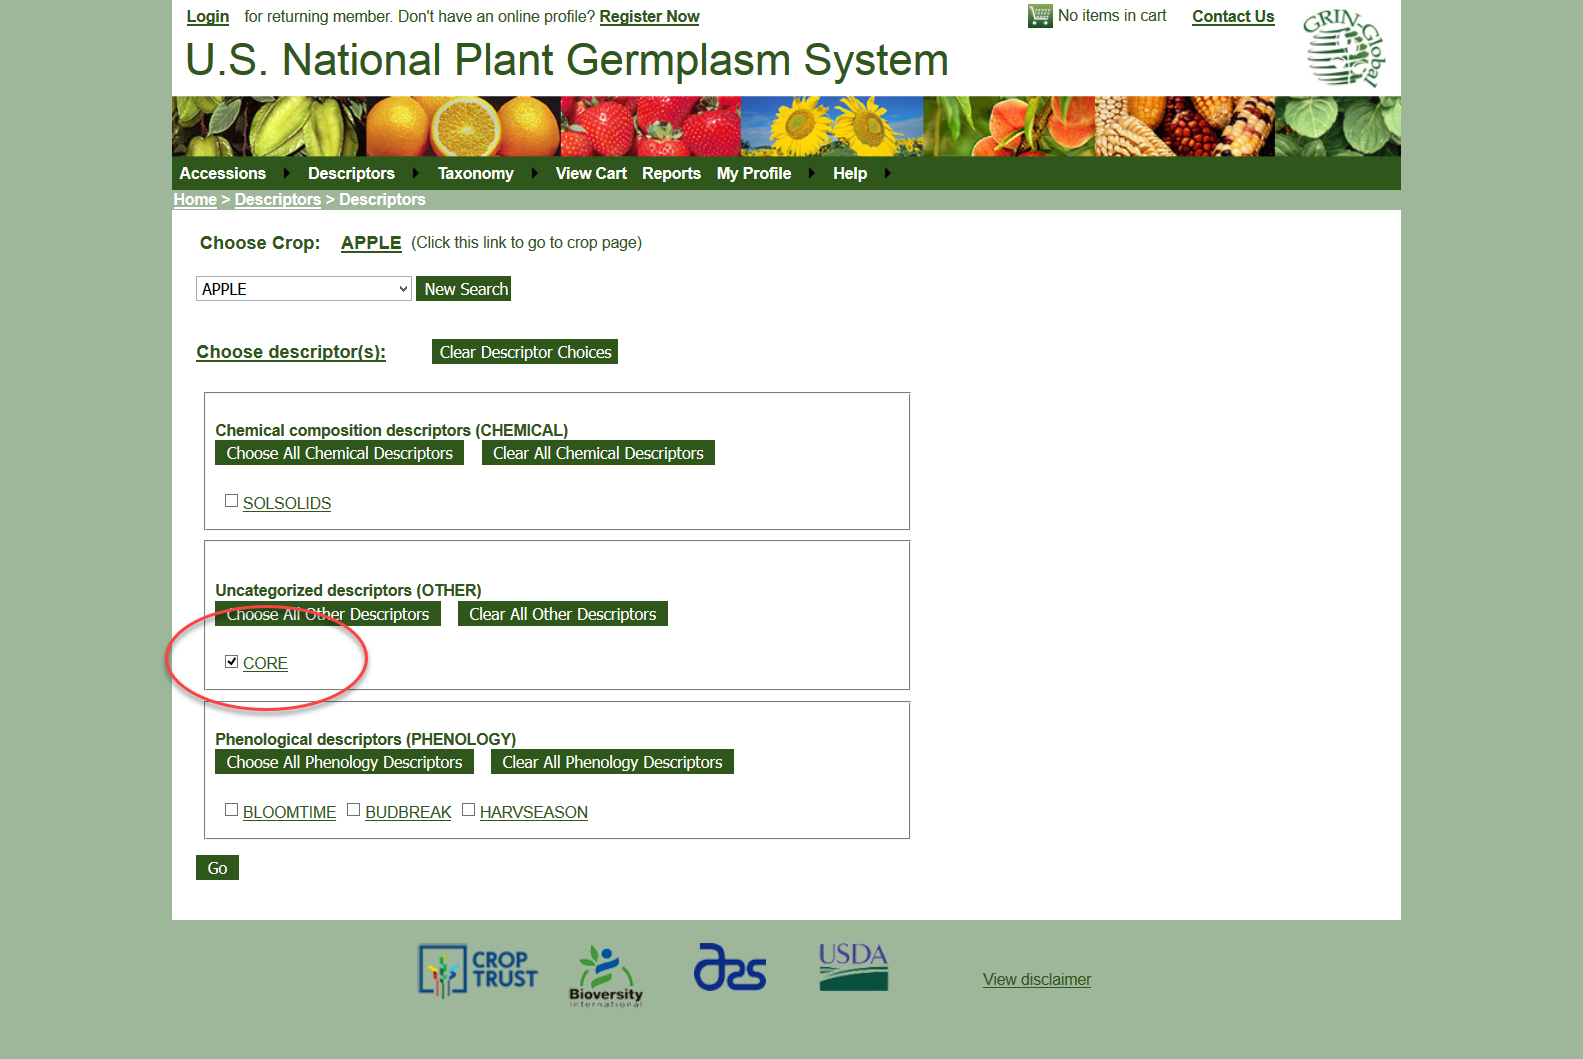 Login for returning member. Don't have an online profile? Register Now No items in cart Contact Us
GRIN-Global
U.S. National Plant Germplasm System
Accessions Descriptors Taxonomy View Cart Reports My Profile Help
Home > Descriptors > Descriptors
Choose Crop: APPLE (Click this link to go to crop page)
APPLE New Search
Choose descriptor(s): Clear Descriptor Choices
Chemical composition descriptors (CHEMICAL)
Choose All Chemical Descriptors Clear All Chemical Descriptors
SOLSOLIDS
Uncategorized descriptors (OTHER)
Choose All Other Descriptors Clear All Other Descriptors
CORE
Phenological descriptors (PHENOLOGY)
Choose All Phenology Descriptors Clear All Phenology Descriptors
BLOOMTIME BUDBREAK HARVSEASON
Go
CROP TRUST
Bioversity
International
ars
USDA
View disclaimer